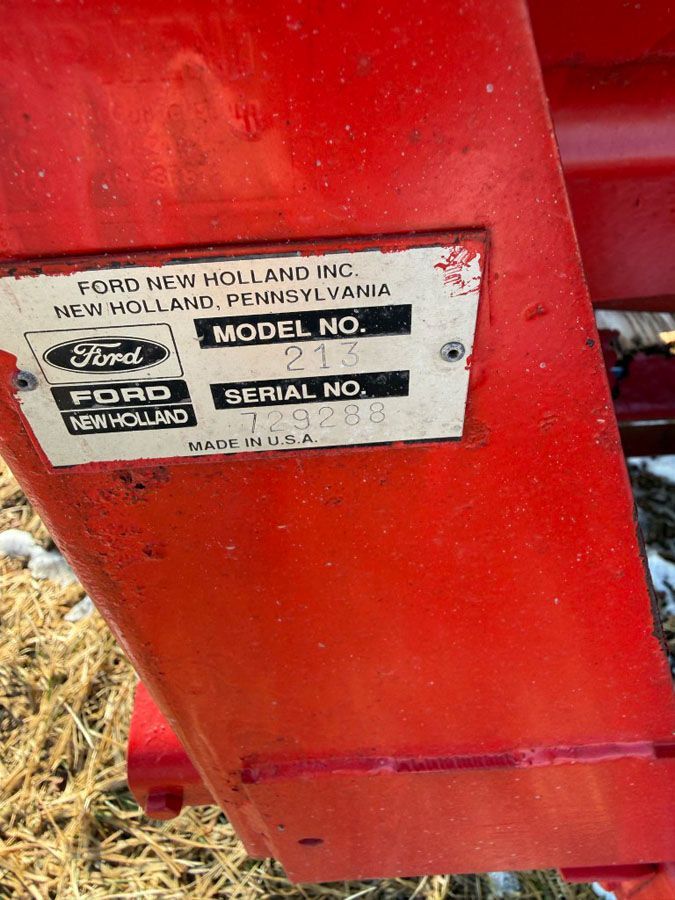 FORD NEW HOLLAND INC.
NEW HOLLAND, PENNSYLVANIA
Ford
FORD
NEW HOLLAND
MODEL NO.
213
SERIAL NO.
729288
MADE IN U.S.A.